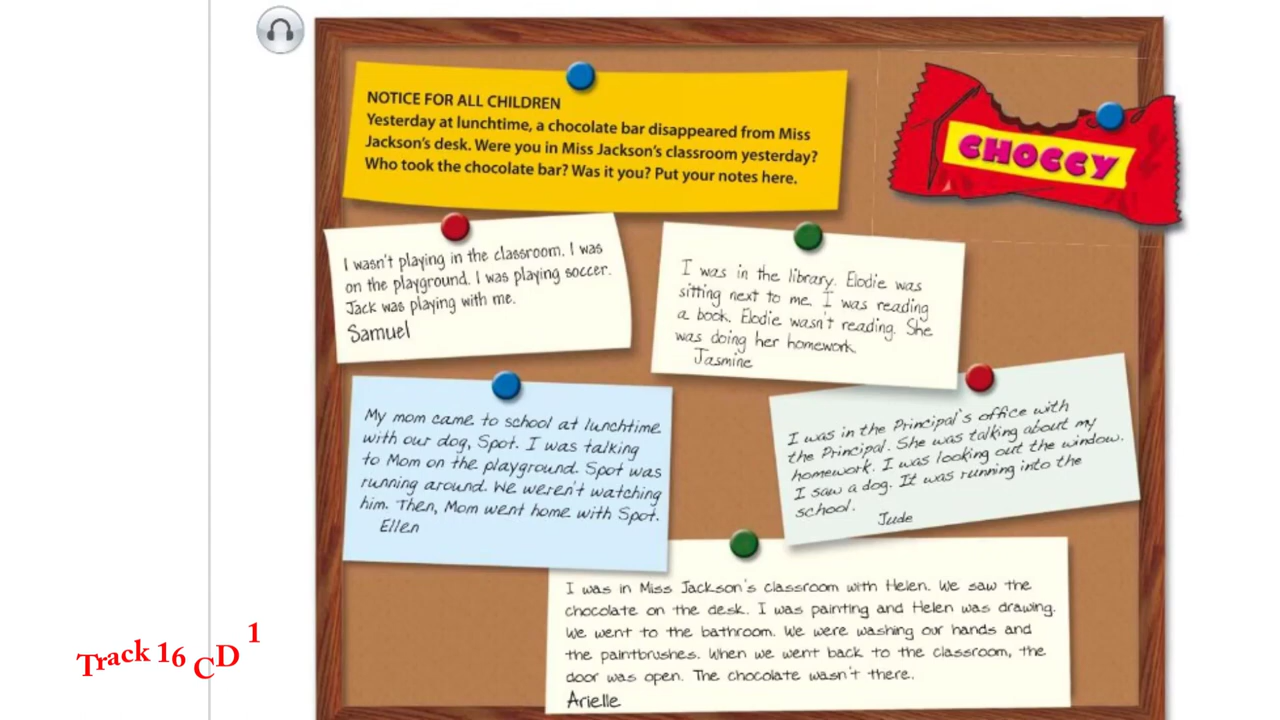 NOTICE FOR ALL CHILDREN
Yesterday at lunchtime, a chocolate bar disappeared from Miss
Jackson's desk. Were you in Miss Jackson's classroom yesterday?
Who took the chocolate bar? Was it you? Put your notes here.
CHOCCY
I wasn't playing in the classroom. I was
on the playground. I was playing soccer.
Jack was playing with me.
Samuel
I was in the library. Elodie was
sitting next to me. I was reading
a book. Elodie wasn't reading. She
was doing her homework.
Jasmine
My mom came to school at lunchtime
with our dog, Spot. I was talking
to Mom on the playground. Spot was
running around. We weren't watching
him. Then, Mom went home with Spot.
Ellen
I was in the Principal's office with
the Principal. She was talking about my
homework. I was looking out the window.
I saw a dog. It was running into the
school.
Jude
I was in Miss Jackson's classroom with Helen. We saw the
chocolate on the desk. I was painting and Helen was drawing.
We went to the bathroom. We were washing our hands and
the paintbrushes. When we went back to the classroom, the
door was open. The chocolate wasn't there.
Arielle
Track 16 CD 1